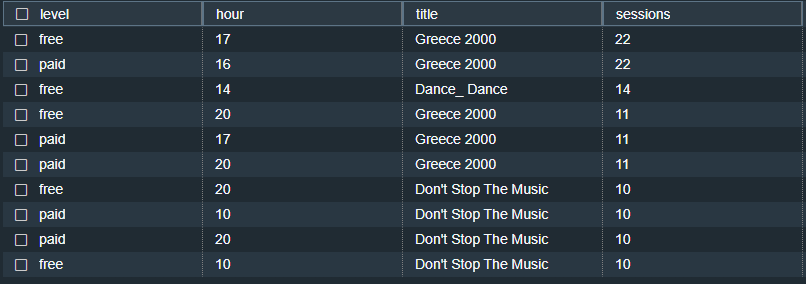 level hour title sessions
free 17 Greece 2000 22
paid 16 Greece 2000 22
free 14 Dance_ Dance 14
free 20 Greece 2000 11
paid 17 Greece 2000 11
paid 20 Greece 2000 11
free 20 Don't Stop The Music 10
paid 10 Don't Stop The Music 10
paid 20 Don't Stop The Music 10
free 10 Don't Stop The Music 10